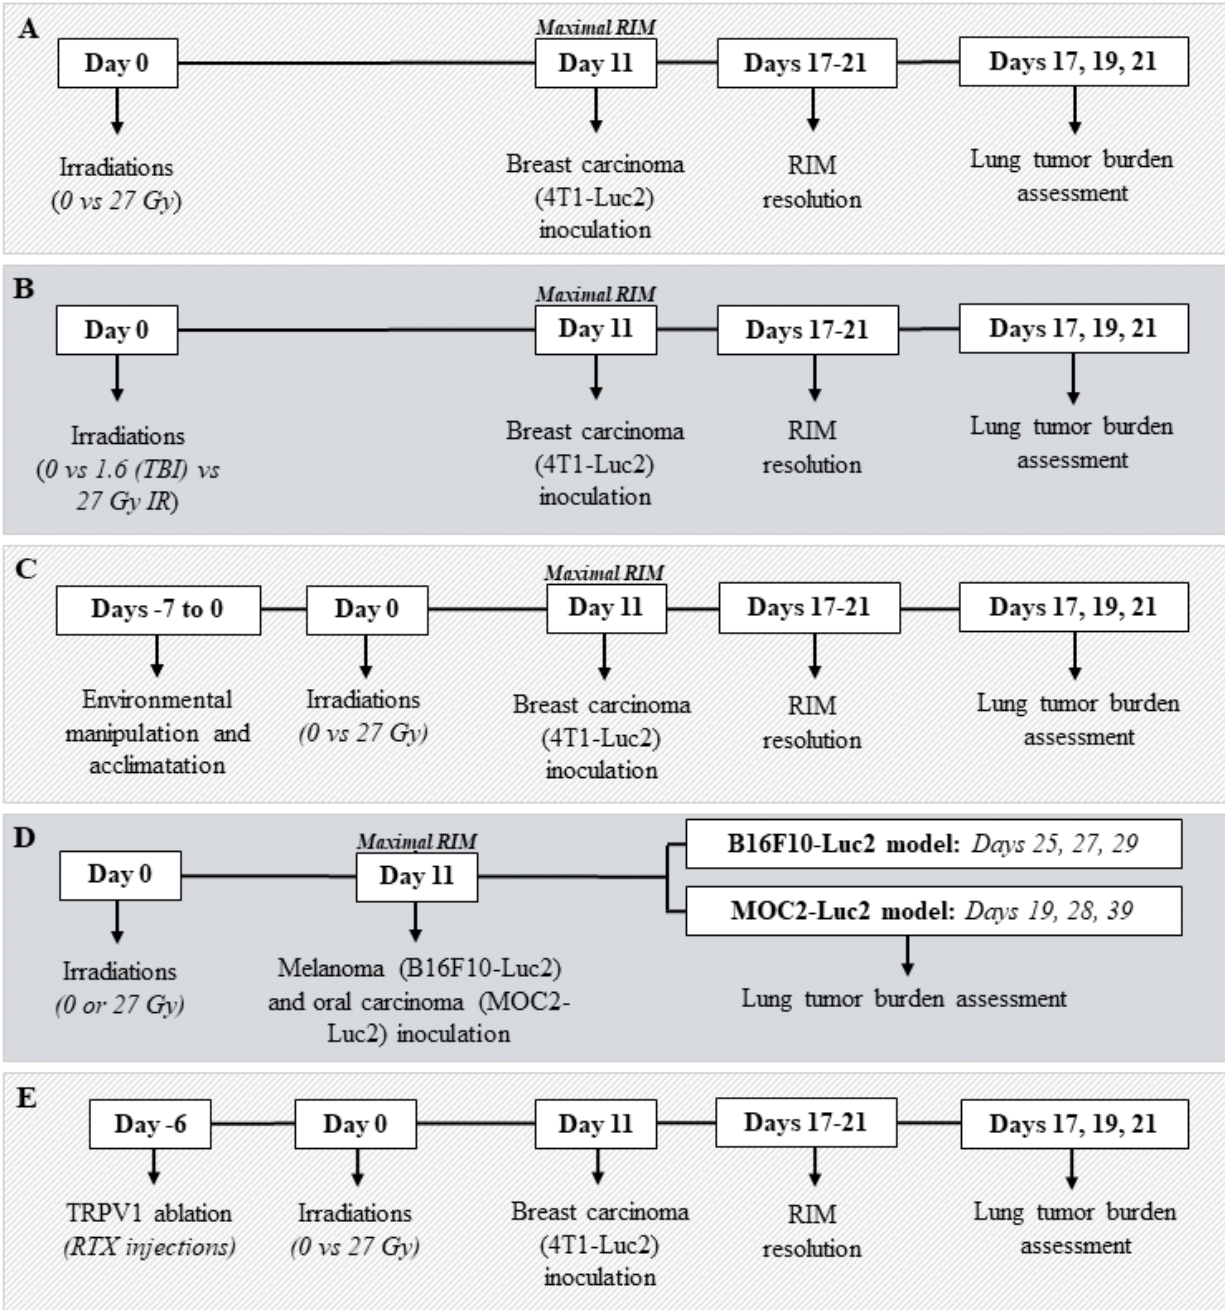 A
Maximal RIM
Day 0
Day 11
Days 17-21
Days 17, 19, 21
Irradiations
(0 vs 27 Gy)
Breast carcinoma
(4T1-Luc2)
inoculation
RIM
resolution
Lung tumor burden
assessment
B
Maximal RIM
Day 0
Day 11
Days 17-21
Days 17, 19, 21
Irradiations
(0 vs 1.6 (TBI) vs
27 Gy IR)
Breast carcinoma
(4T1-Luc2)
inoculation
RIM
resolution
Lung tumor burden
assessment
C
Maximal RIM
Days -7 to 0
Day 0
Day 11
Days 17-21
Days 17, 19, 21
Environmental
manipulation and
acclimatation
Irradiations
(0 vs 27 Gy)
Breast carcinoma
(4T1-Luc2)
inoculation
RIM
resolution
Lung tumor burden
assessment
D
Maximal RIM
Day 0
Day 11
B16F10-Luc2 model: Days 25, 27, 29
MOC2-Luc2 model: Days 19, 28, 39
Irradiations
(0 or 27 Gy)
Melanoma (B16F10-Luc2)
and oral carcinoma (MOC2-
Luc2) inoculation
Lung tumor burden assessment
E
Day -6
Day 0
Day 11
Days 17-21
Days 17, 19, 21
TRPV1 ablation
(RTX injections)
Irradiations
(0 vs 27 Gy)
Breast carcinoma
(4T1-Luc2)
inoculation
RIM
resolution
Lung tumor burden
assessment